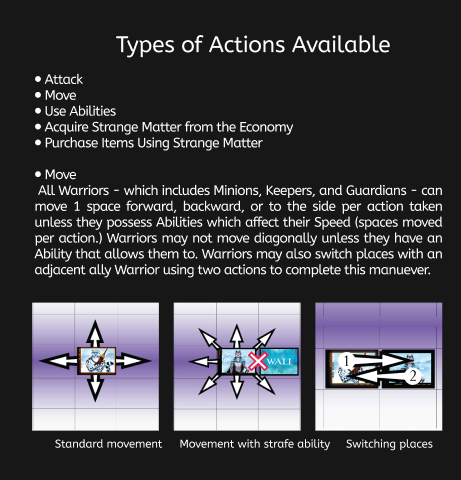 Types of Actions Available
• Attack
• Move
• Use Abilities
• Acquire Strange Matter from the Economy
• Purchase Items Using Strange Matter
• Move
All Warriors - which includes Minions, Keepers, and Guardians - can
move 1 space forward, backward, or to the side per action taken
unless they possess Abilities which affect their Speed (spaces moved
per action.) Warriors may not move diagonally unless they have an
Ability that allows them to. Warriors may also switch places with an
adjacent ally Warrior using two actions to complete this manuever.
WALL
1
2
Standard movement
Movement with strafe ability
Switching places